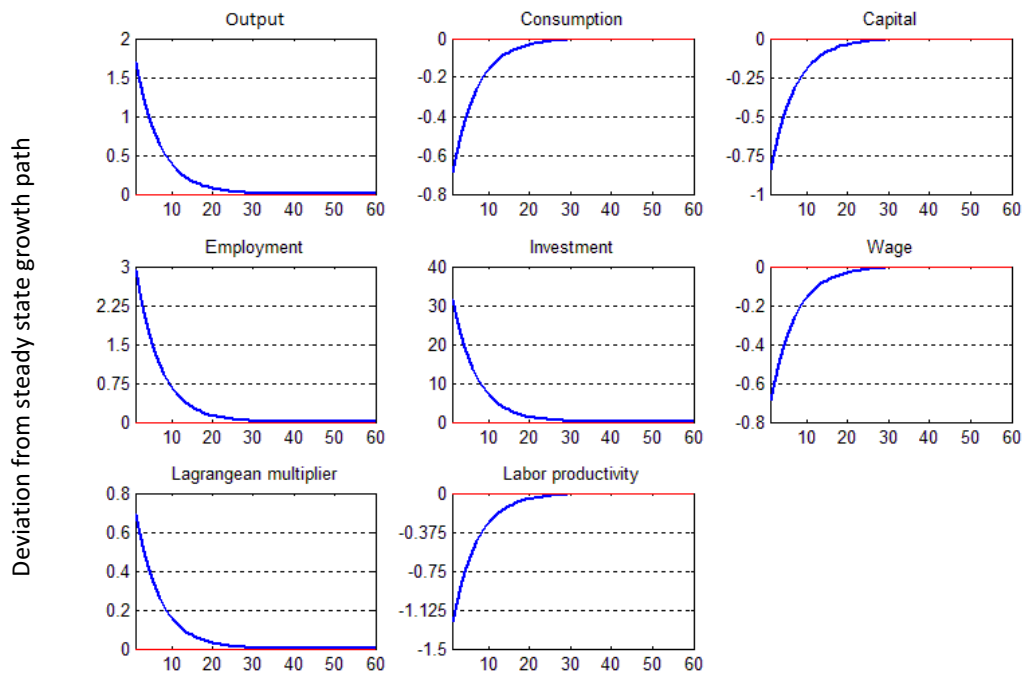 Output Consumption Capital
2 0 0
1.5 -0.2 -0.25
1 -0.4 -0.5
0.5 -0.6 -0.75
0 -0.8 -1
10 20 30 40 50 60 10 20 30 40 50 60 10 20 30 40 50 60
Deviation from steady state growth path
Employment Investment Wage
3 40 0
2.25 30 -0.2
1.5 20 -0.4
0.75 10 -0.6
0 0 -0.8
10 20 30 40 50 60 10 20 30 40 50 60 10 20 30 40 50 60
Lagrangean multiplier Labor productivity
0.8 0
0.6 -0.375
0.4 -0.75
0.2 -1.125
0 -1.5
10 20 30 40 50 60 10 20 30 40 50 60